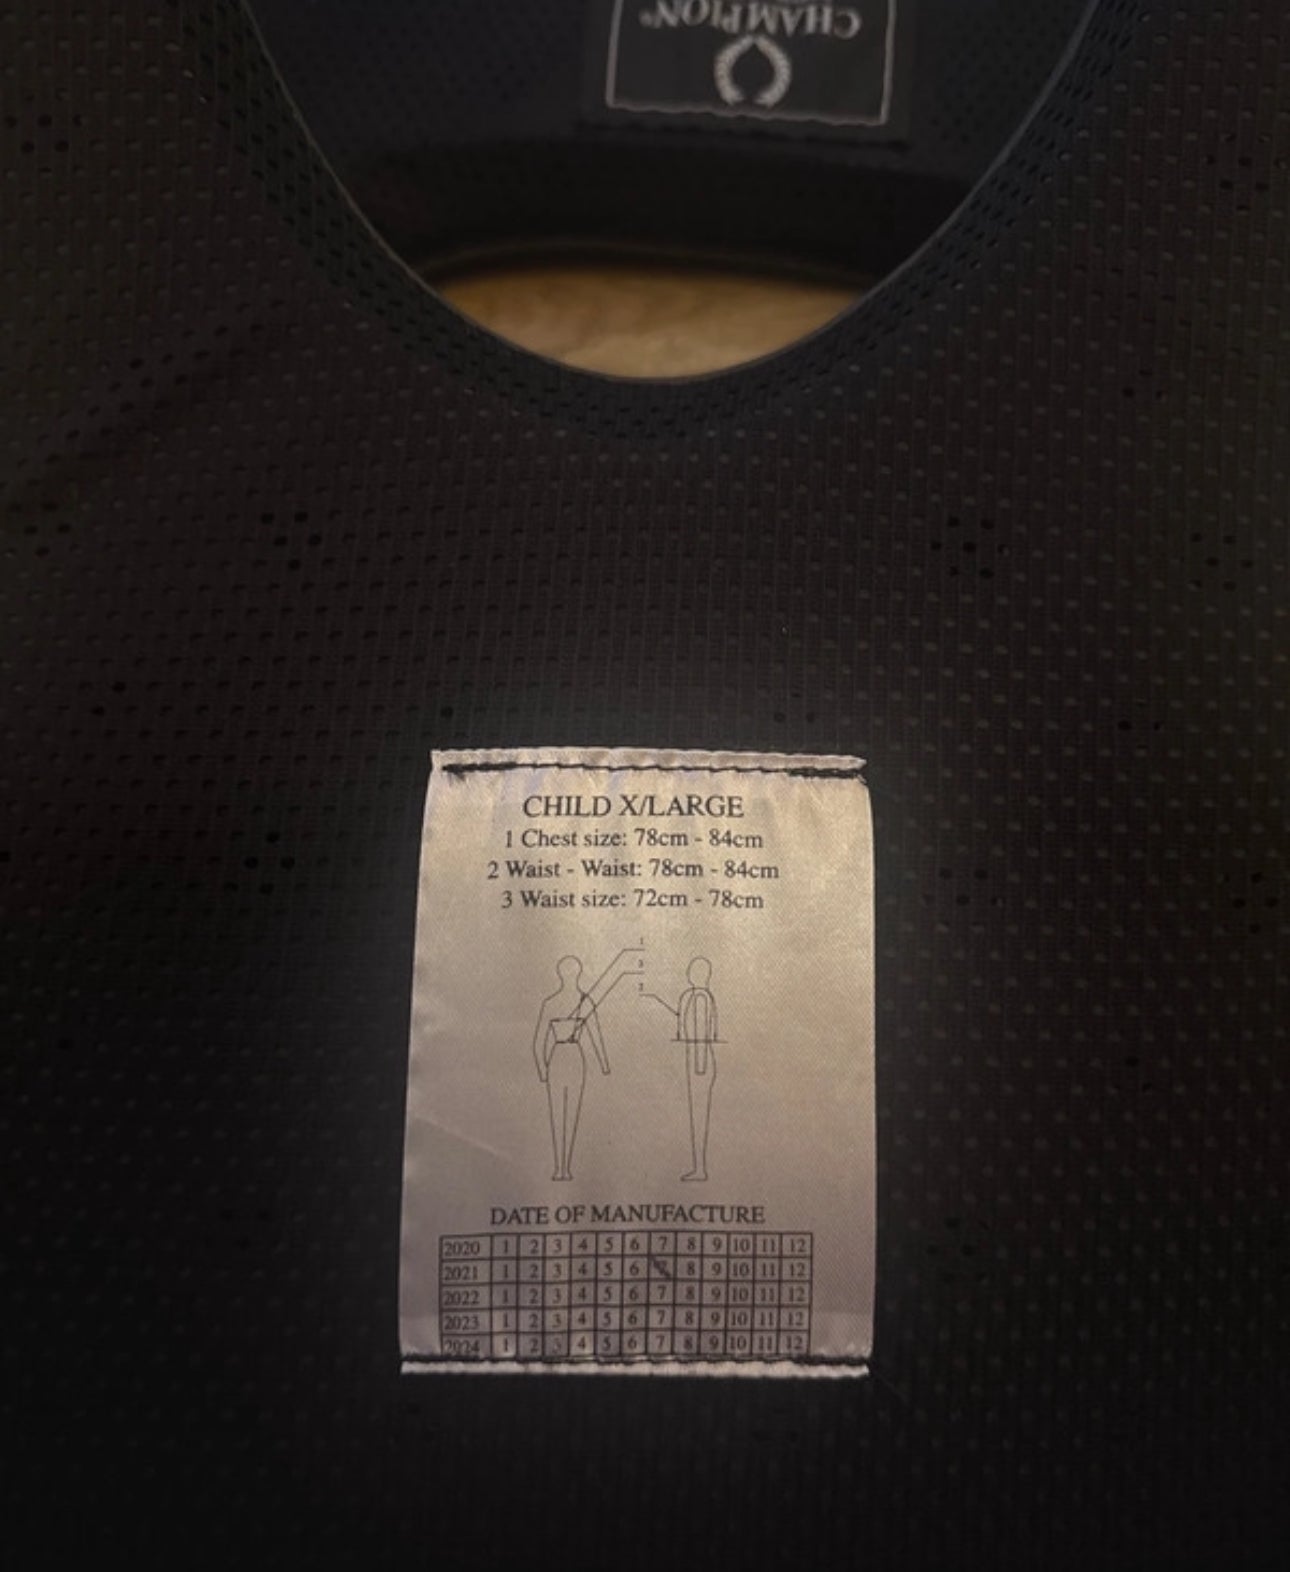 CHAMPION®
CHILD X/LARGE
1 Chest size: 78cm - 84cm
2 Waist - Waist: 78cm - 84cm
3 Waist size: 72cm - 78cm
1
3
2
DATE OF MANUFACTURE
2020 1 2 3 4 5 6 7 8 9 10 11 12
2021 1 2 3 4 5 6 7 8 9 10 11 12
2022 1 2 3 4 5 6 7 8 9 10 11 12
2023 1 2 3 4 5 6 7 8 9 10 11 12
2024 1 2 3 4 5 6 7 8 9 10 11 12